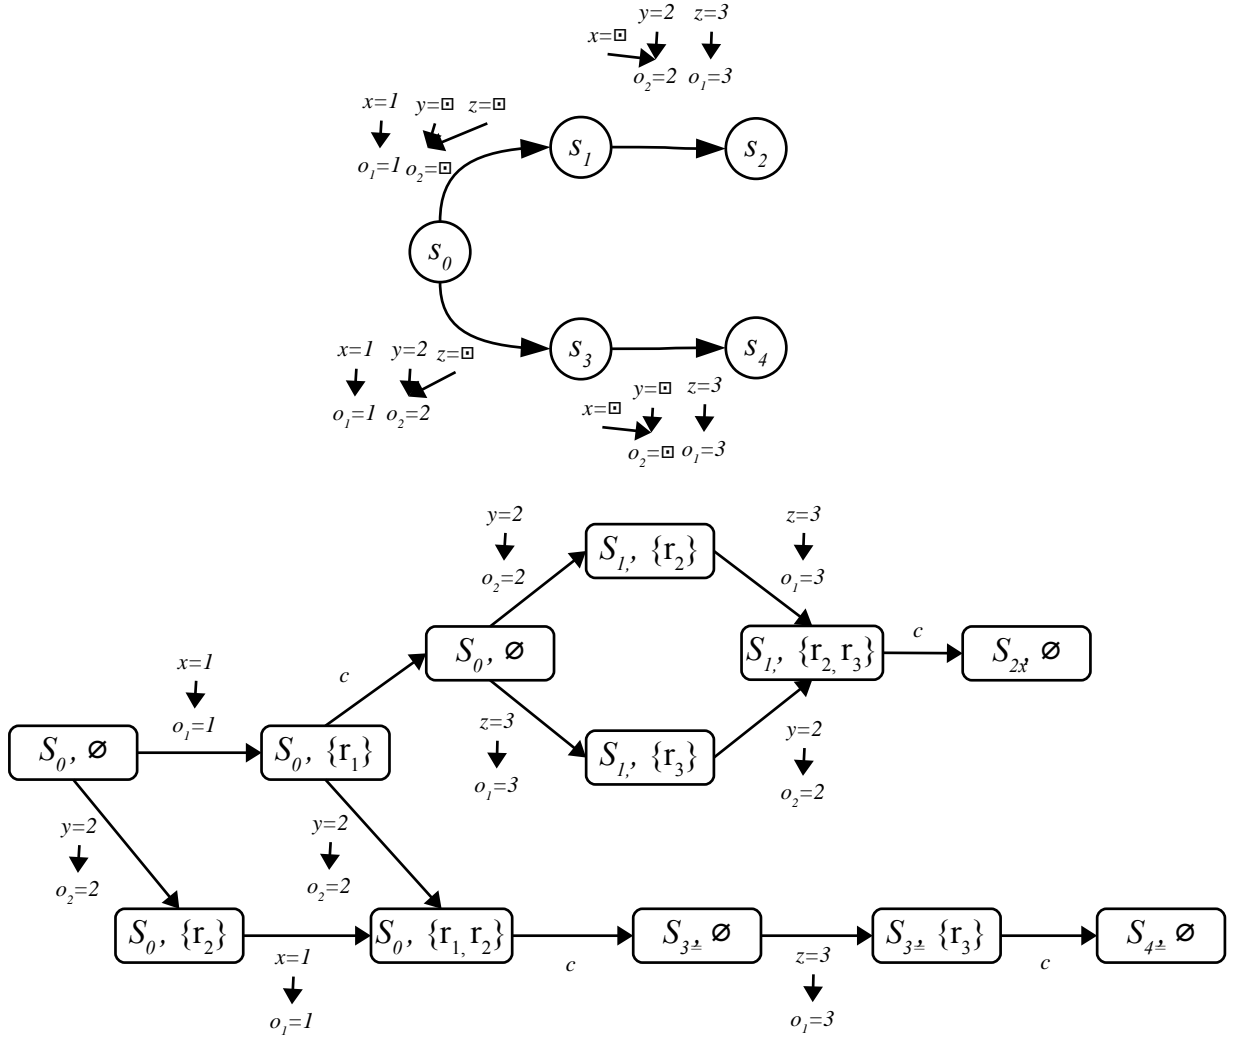 y=2 z=3
x=⊡
o2=2 o1=3
x=1 y=⊡ z=⊡
s1 s2
o1=1 o2=⊡
s0
x=1 y=2 z=⊡
s3 s4
y=⊡ z=3
x=⊡
o1=1 o2=2
o2=⊡ o1=3
y=2 z=3
S1,, {r2}
o2=2 o1=3
c
S0, ∅ S1,, {r2, r3} S2x, ∅
x=1
c
o1=1
z=3 y=2
S0, ∅ S0, {r1} S1,, {r3}
o1=3 o2=2
y=2 y=2
o2=2 o2=2
S0, {r2} S0, {r1, r2} S3=, ∅ S3=, {r3} S4=, ∅
x=1 c z=3 c
o1=1 o1=3